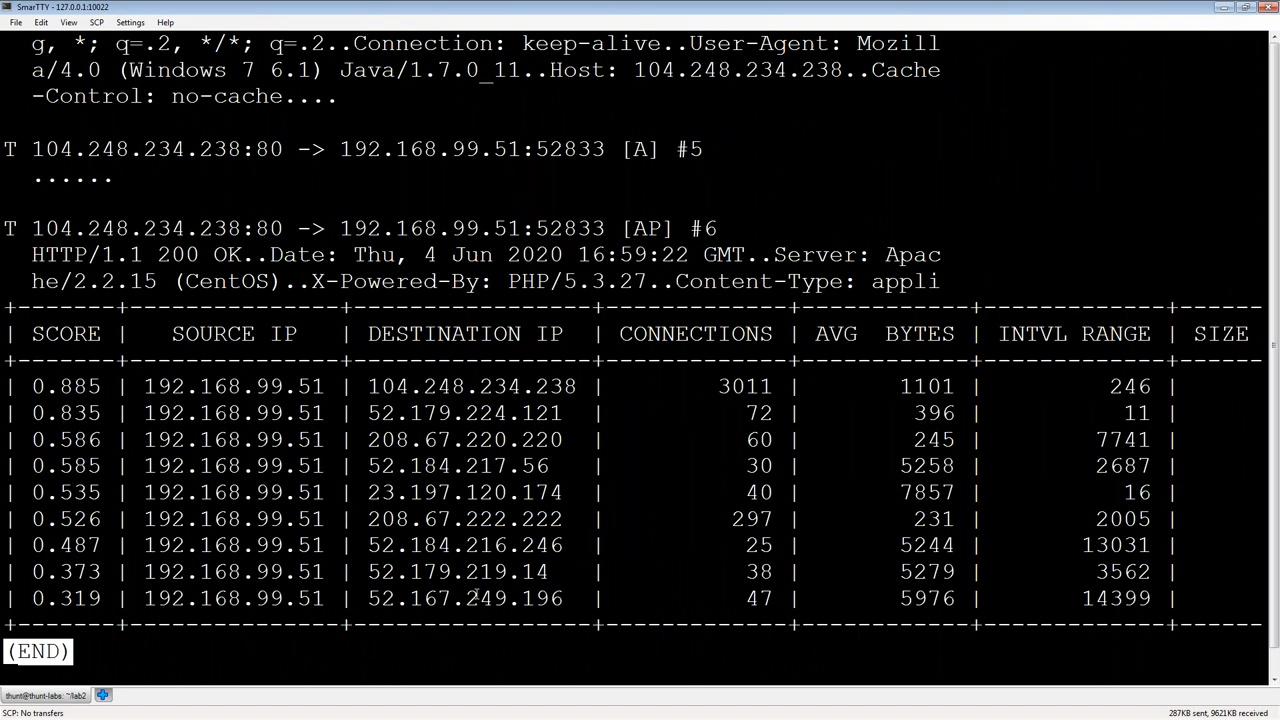 SmarTTY - 127.0.0.1:10022
File Edit View SCP Settings Help
g, *; q=.2, */*; q=.2..Connection: keep-alive..User-Agent: Mozill
a/4.0 (Windows 7 6.1) Java/1.7.0_11..Host: 104.248.234.238..Cache
-Control: no-cache....
T 104.248.234.238:80 -> 192.168.99.51:52833 [A] #5
......
T 104.248.234.238:80 -> 192.168.99.51:52833 [AP] #6
HTTP/1.1 200 OK..Date: Thu, 4 Jun 2020 16:59:22 GMT..Server: Apac
he/2.2.15 (CentOS)..X-Powered-By: PHP/5.3.27..Content-Type: appli
| SCORE | SOURCE IP | DESTINATION IP | CONNECTIONS | AVG BYTES | INTVL RANGE | SIZE
| 0.885 | 192.168.99.51 | 104.248.234.238 | 3011 | 1101 | 246 |
| 0.835 | 192.168.99.51 | 52.179.224.121 | 72 | 396 | 11 |
| 0.586 | 192.168.99.51 | 208.67.220.220 | 60 | 245 | 7741 |
| 0.585 | 192.168.99.51 | 52.184.217.56 | 30 | 5258 | 2687 |
| 0.535 | 192.168.99.51 | 23.197.120.174 | 40 | 7857 | 16 |
| 0.526 | 192.168.99.51 | 208.67.222.222 | 297 | 231 | 2005 |
| 0.487 | 192.168.99.51 | 52.184.216.246 | 25 | 5244 | 13031 |
| 0.373 | 192.168.99.51 | 52.179.219.14 | 38 | 5279 | 3562 |
| 0.319 | 192.168.99.51 | 52.167.249.196 | 47 | 5976 | 14399 |
(END)
thunt@thunt-labs: ~/lab2
SCP: No transfers 287KB sent, 9621KB received